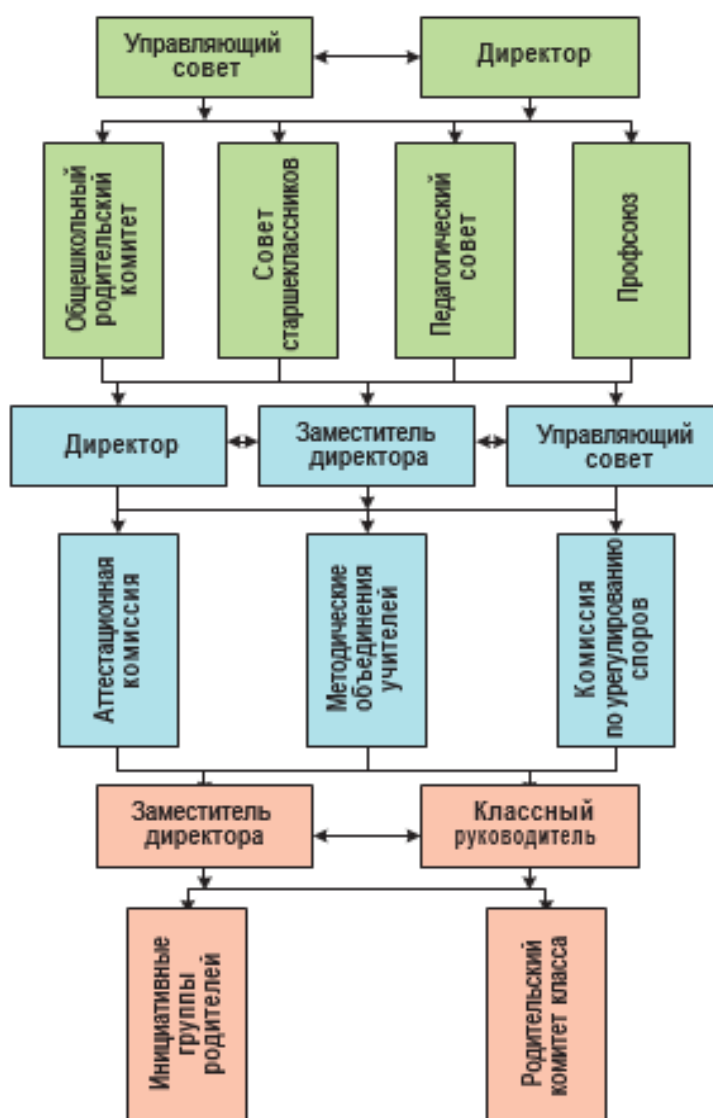 Управляющий
совет
Директор
Общешкольный
родительский
комитет
Совет
старшеклассников
Педагогический
совет
Профсоюз
Директор
Заместитель
директора
Управляющий
совет
Аттестационная
комиссия
Методические
объединения
учителей
Комиссия
по урегулированию
споров
Заместитель
директора
Классный
руководитель
Инициативные
группы
родителей
Родительский
комитет класса